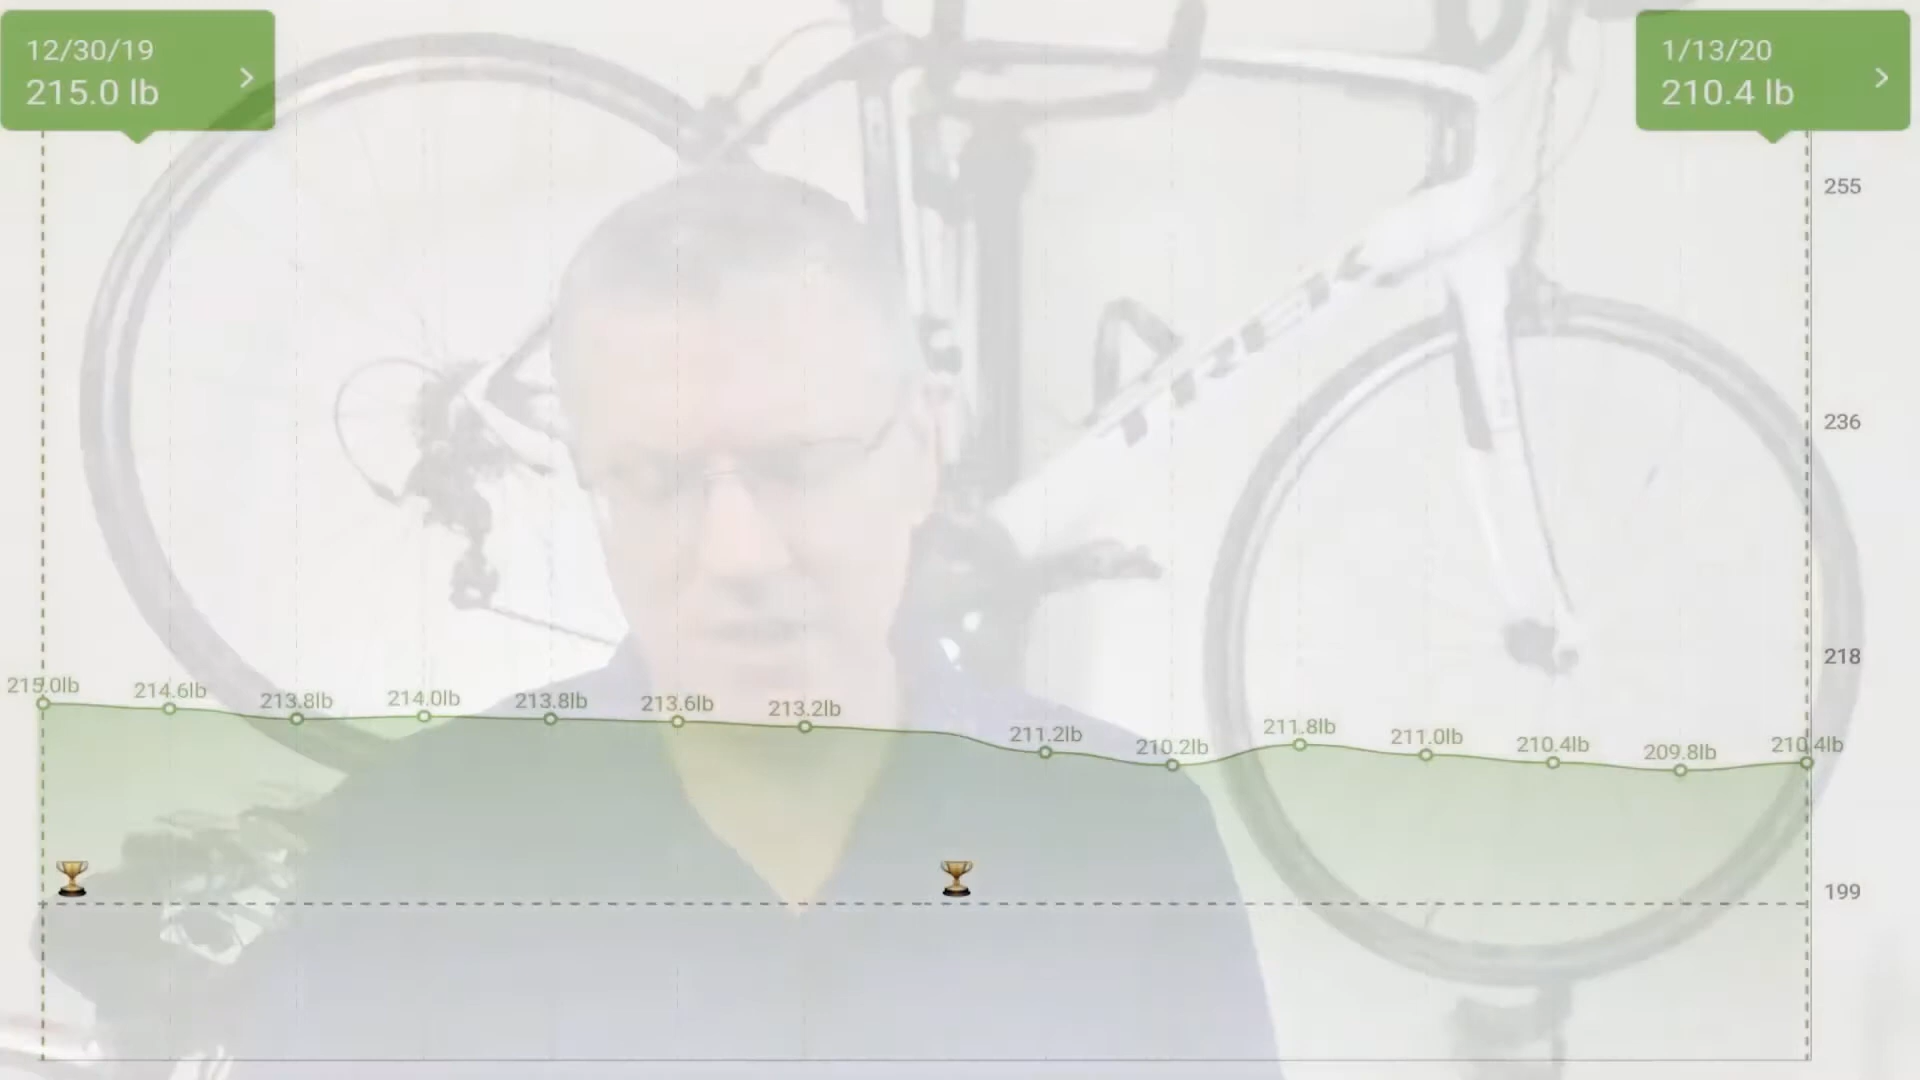 12/30/19
215.0 lb
1/13/20
210.4 lb
255
236
TREK
218
215.0lb
214.6lb
213.8lb
214.0lb
213.8lb
213.6lb
213.2lb
211.2lb
210.2lb
211.8lb
211.0lb
210.4lb
209.8lb
210.4lb
199